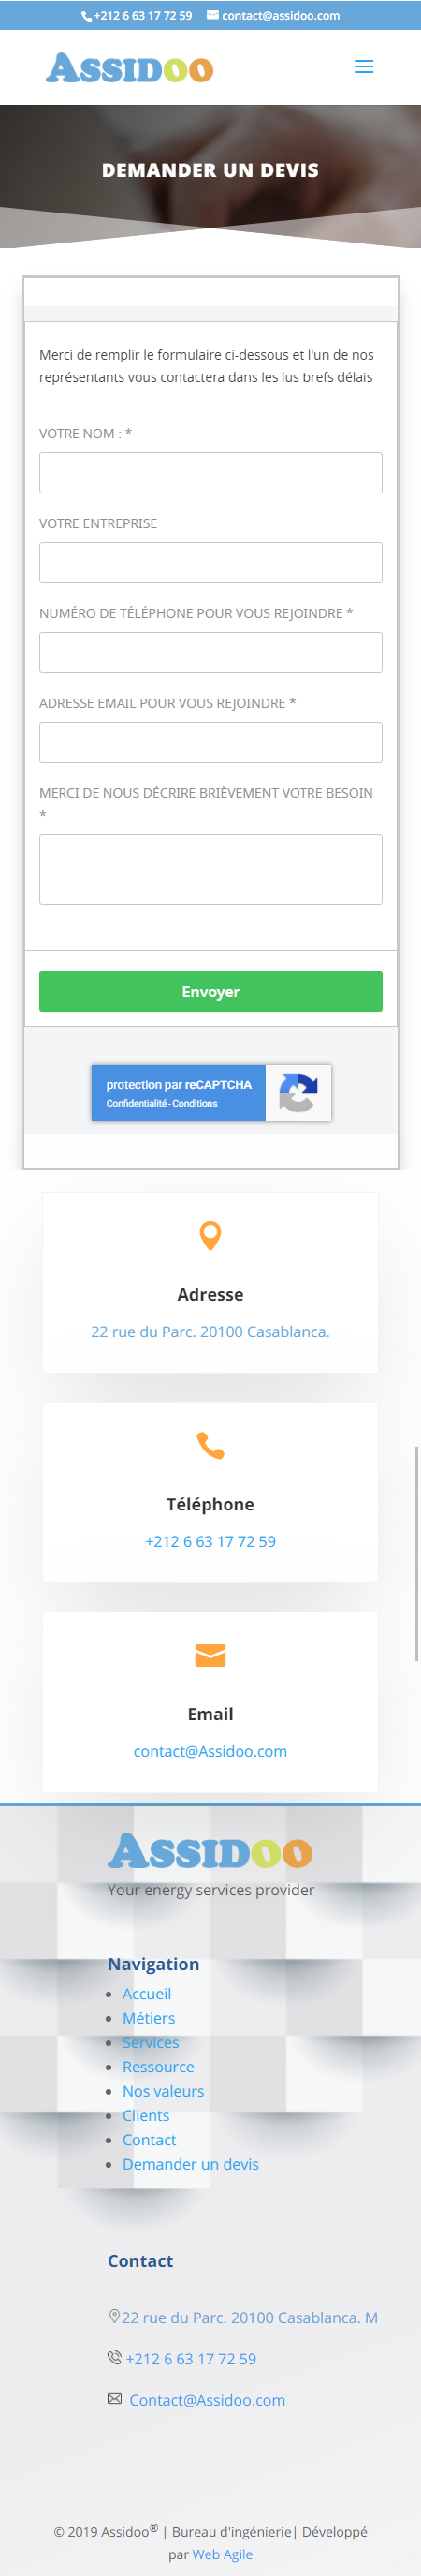 +212 6 63 17 72 59 contact@assidoo.com
Assidoo
DEMANDER UN DEVIS
Merci de remplir le formulaire ci-dessous et l'un de nos
représentants vous contactera dans les lus brefs délais
VOTRE NOM : *
VOTRE ENTREPRISE
NUMÉRO DE TÉLÉPHONE POUR VOUS REJOINDRE *
ADRESSE EMAIL POUR VOUS REJOINDRE *
MERCI DE NOUS DÉCRIRE BRIÈVEMENT VOTRE BESOIN
*
Envoyer
protection par reCAPTCHA
Confidentialité - Conditions
Adresse
22 rue du Parc. 20100 Casablanca.
Téléphone
+212 6 63 17 72 59
Email
contact@Assidoo.com
Assidoo
Your energy services provider
Navigation
Accueil
Métiers
Services
Ressource
Nos valeurs
Clients
Contact
Demander un devis
Contact
22 rue du Parc. 20100 Casablanca. M
+212 6 63 17 72 59
Contact@Assidoo.com
© 2019 Assidoo® | Bureau d'ingénierie| Développé
par Web Agile